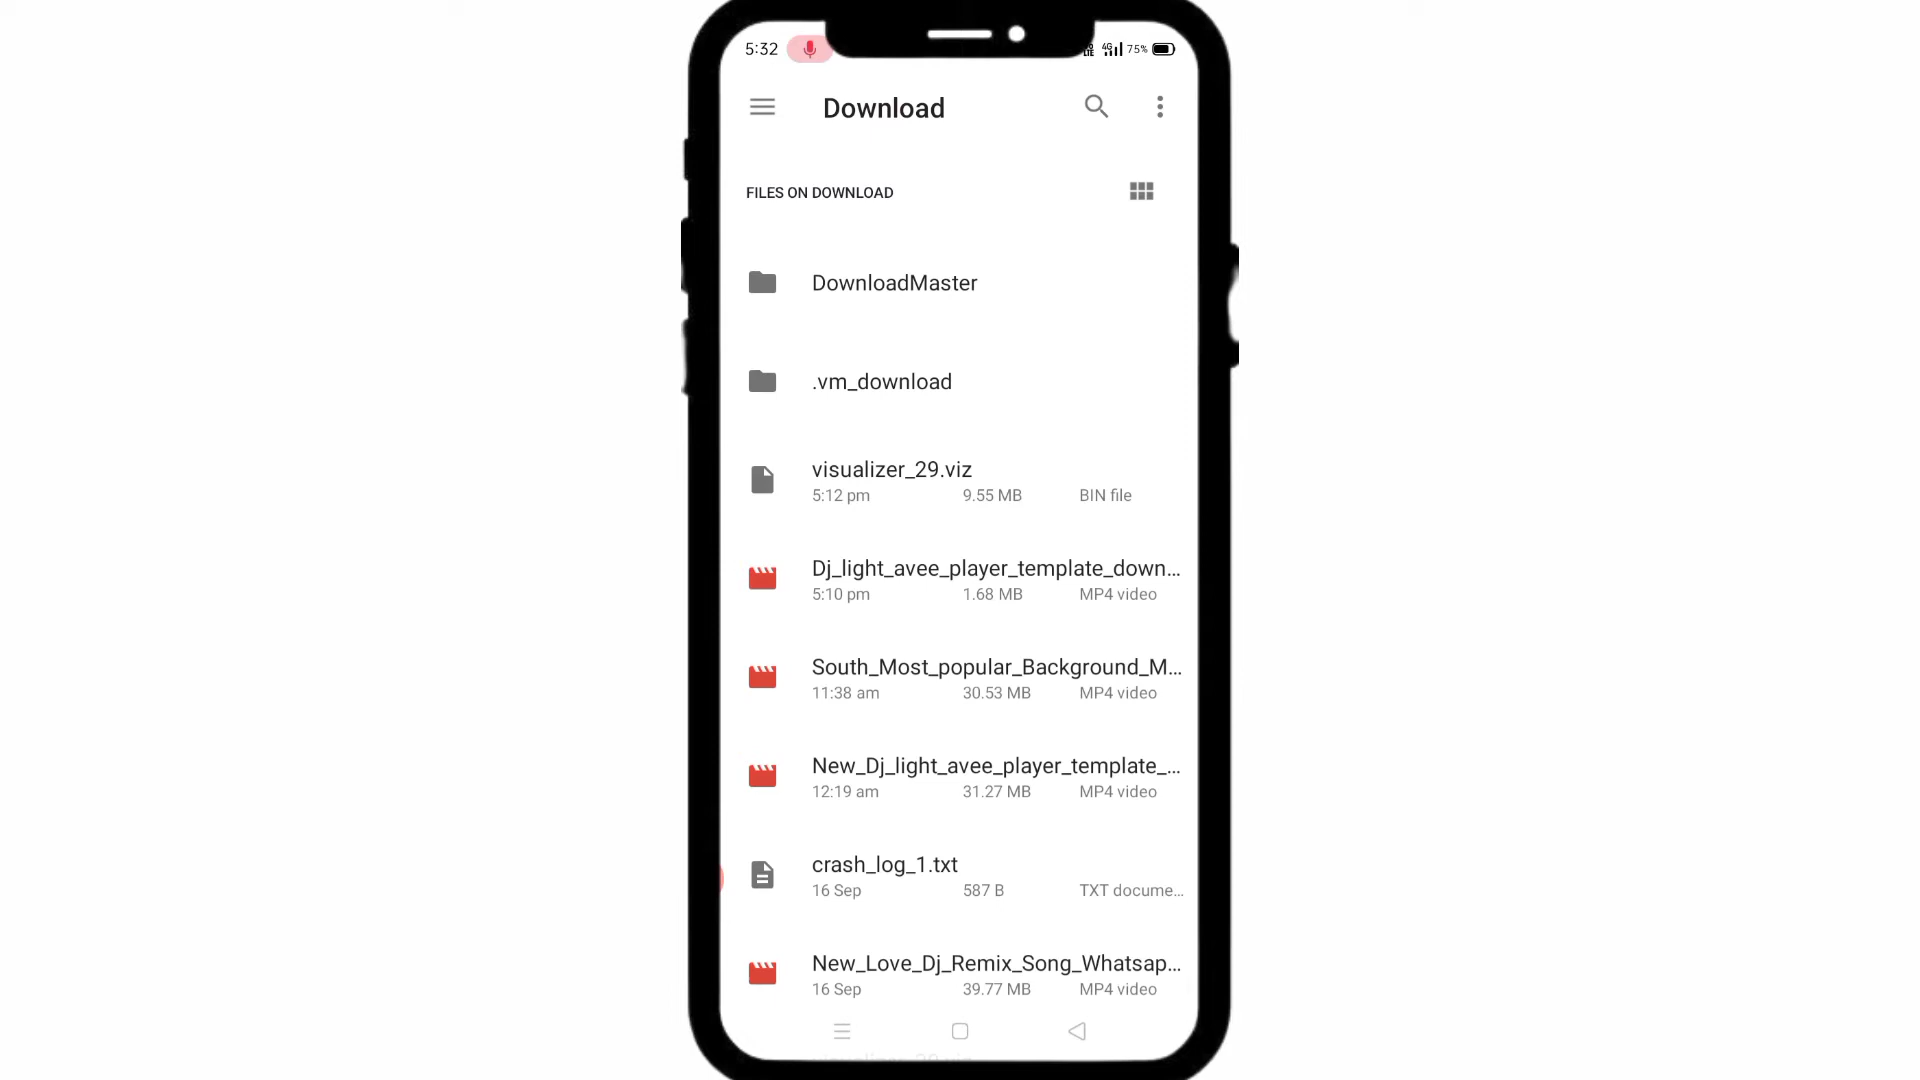 5:32
4G 75%
Download
FILES ON DOWNLOAD
DownloadMaster
.vm_download
visualizer_29.viz
5:12 pm 9.55 MB BIN file
Dj_light_avee_player_template_down...
5:10 pm 1.68 MB MP4 video
South_Most_popular_Background_M...
11:38 am 30.53 MB MP4 video
New_Dj_light_avee_player_template_...
12:19 am 31.27 MB MP4 video
crash_log_1.txt
16 Sep 587 B TXT docume...
New_Love_Dj_Remix_Song_Whatsap...
16 Sep 39.77 MB MP4 video